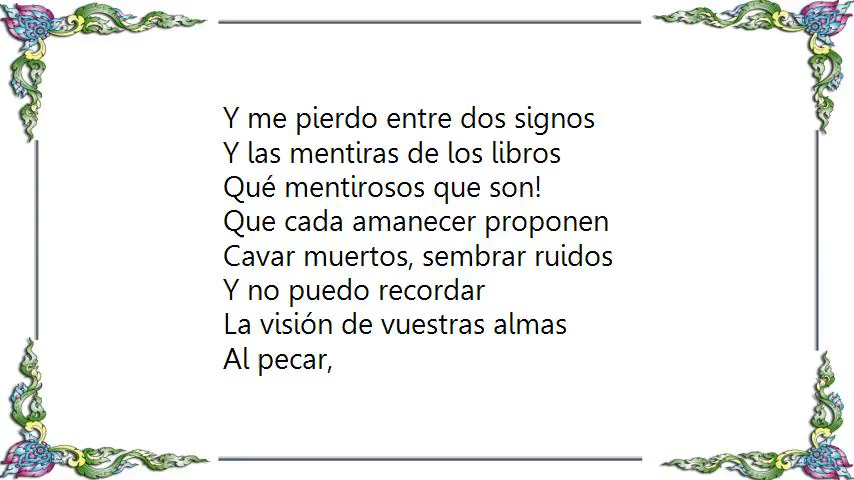 Y me pierdo entre dos signos
Y las mentiras de los libros
Qué mentirosos que son!
Que cada amanecer proponen
Cavar muertos, sembrar ruidos
Y no puedo recordar
La visión de vuestras almas
Al pecar,